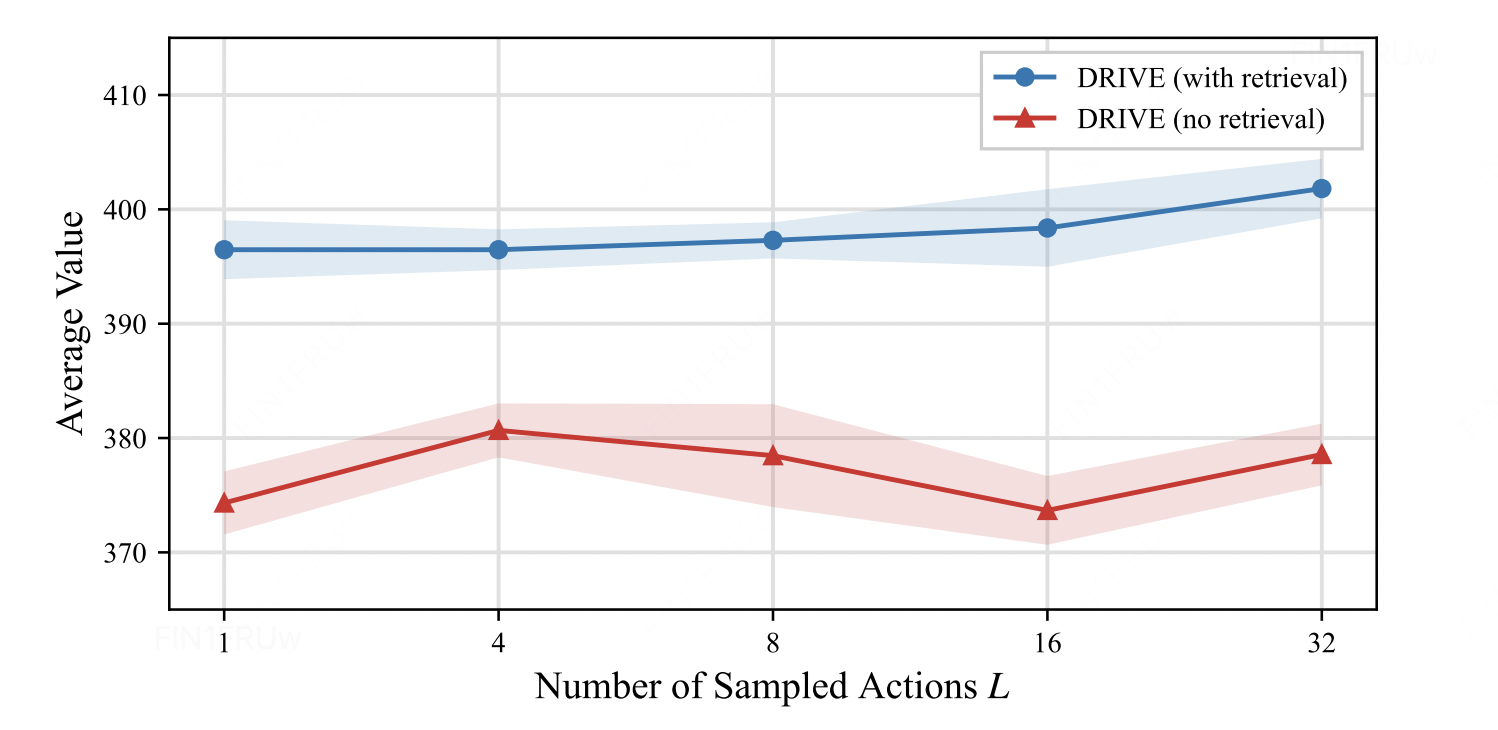 DRIVE (with retrieval)
DRIVE (no retrieval)
410
400
390
380
370
Average Value
1
4
8
16
32
Number of Sampled Actions L